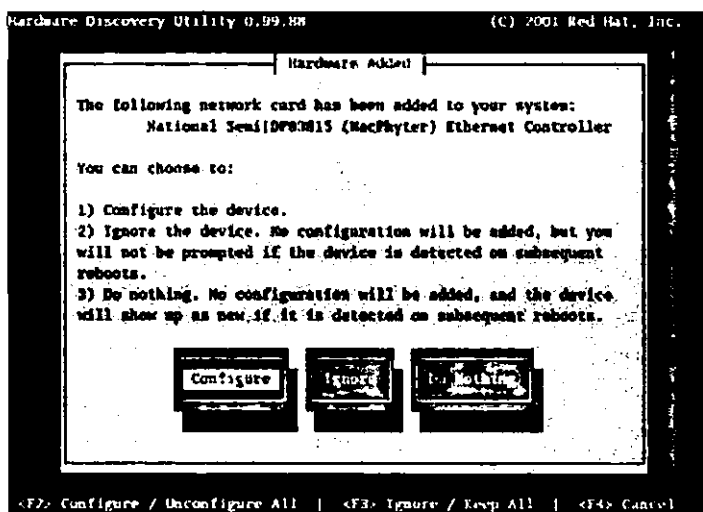 Hardware Discovery Utility 0.99.88 (C) 2001 Red Hat, Inc.
Hardware Added
The following network card has been added to your system:
National Semi|DP83815 (MacPhyter) Ethernet Controller
You can choose to:
1) Configure the device.
2) Ignore the device. No configuration will be added, but you
will not be prompted if the device is detected on subsequent
reboots.
3) Do nothing. No configuration will be added, and the device
will show up as new if it is detected on subsequent reboots.
Configure Ignore Do Nothing
<F2> Configure / Unconfigure All | <F3> Ignore / Keep All | <F4> Cancel